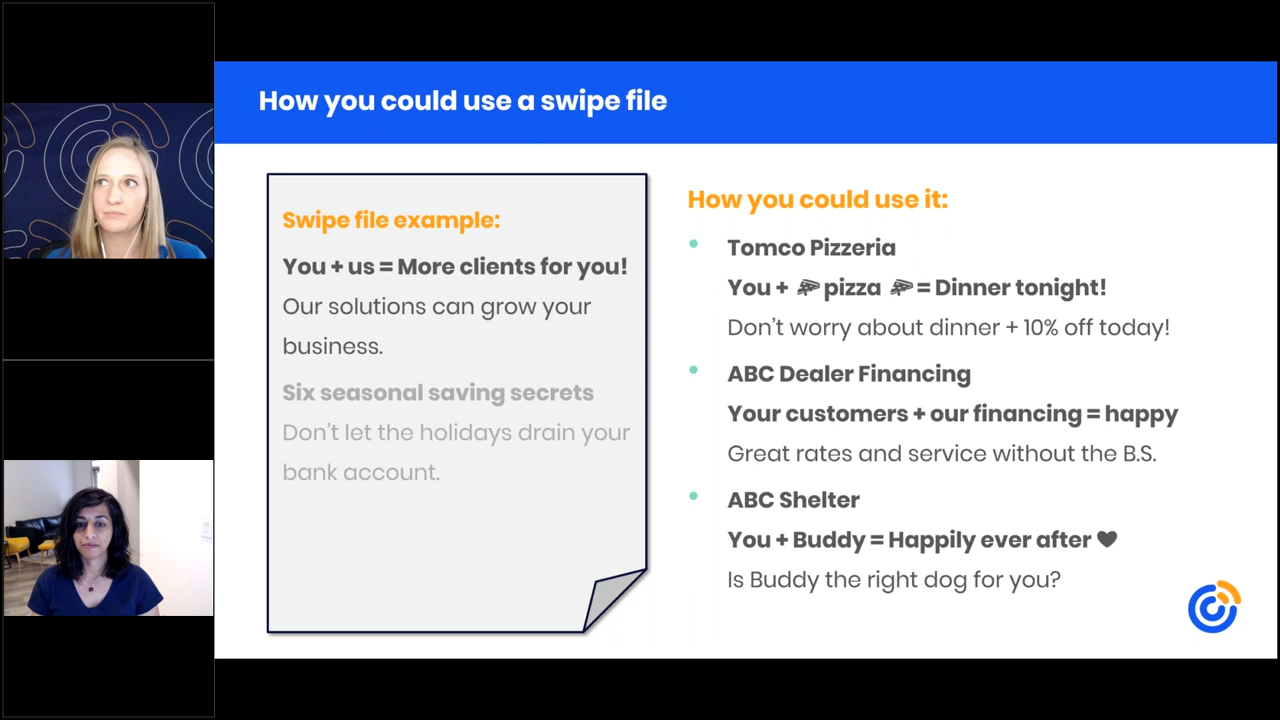 How you could use a swipe file
Swipe file example:
You + us = More clients for you!
Our solutions can grow your
business.
Six seasonal saving secrets
Don't let the holidays drain your
bank account.
How you could use it:
• Tomco Pizzeria
You + 🍕 pizza 🍕 = Dinner tonight!
Don't worry about dinner + 10% off today!
• ABC Dealer Financing
Your customers + our financing = happy
Great rates and service without the B.S.
• ABC Shelter
You + Buddy = Happily ever after ♥
Is Buddy the right dog for you?